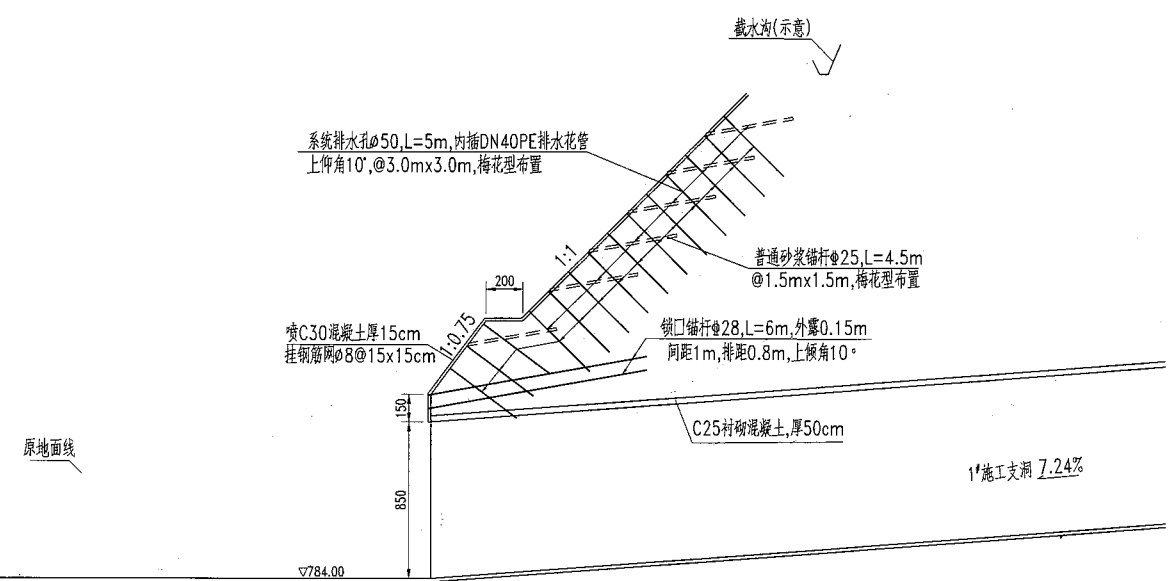 截水沟(示意)
系统排水孔ø50,L=5m,内插DN40PE排水花管
上仰角10°,@3.0mx3.0m,梅花型布置
1:1
普通砂浆锚杆ϕ25,L=4.5m
@1.5mx1.5m,梅花型布置
200
喷C30混凝土厚15cm
挂钢筋网ø8@15x15cm
1:0.75
锁口锚杆ϕ28,L=6m,外露0.15m
间距1m,排距0.8m,上倾角10°
150
C25衬砌混凝土,厚50cm
原地面线
1#施工支洞 7.24%
850
▽784.00